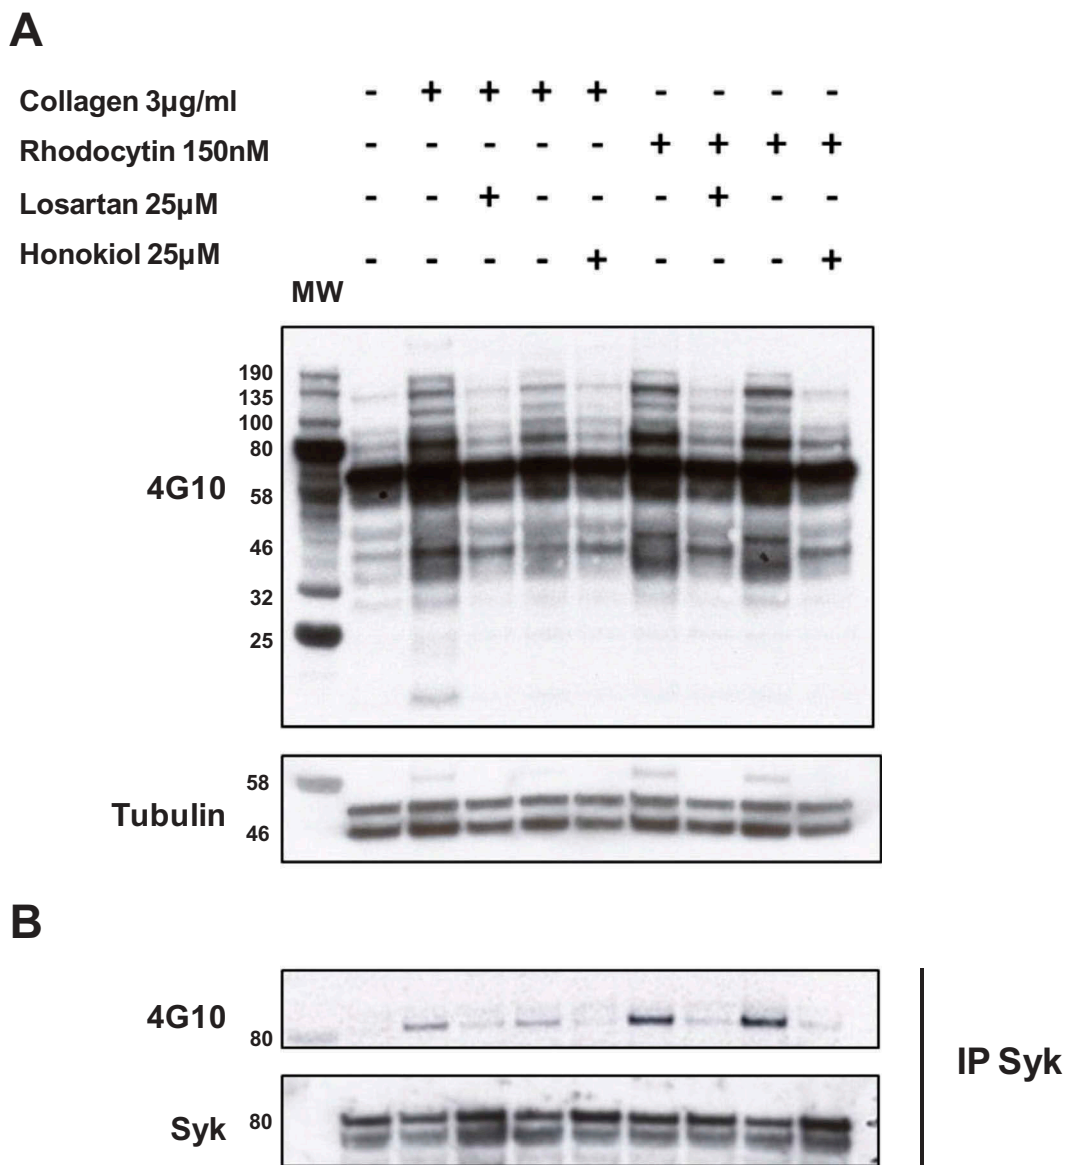 A
Collagen 3µg/ml - + + + + - - - -
Rhodocytin 150nM - - - - - + + + +
Losartan 25µM - - + - - - + - -
Honokiol 25µM - - - - + - - - +
MW
190
135
100
80
4G10
58
46
32
25
58
Tubulin
46
B
4G10
80
IP Syk
Syk 80